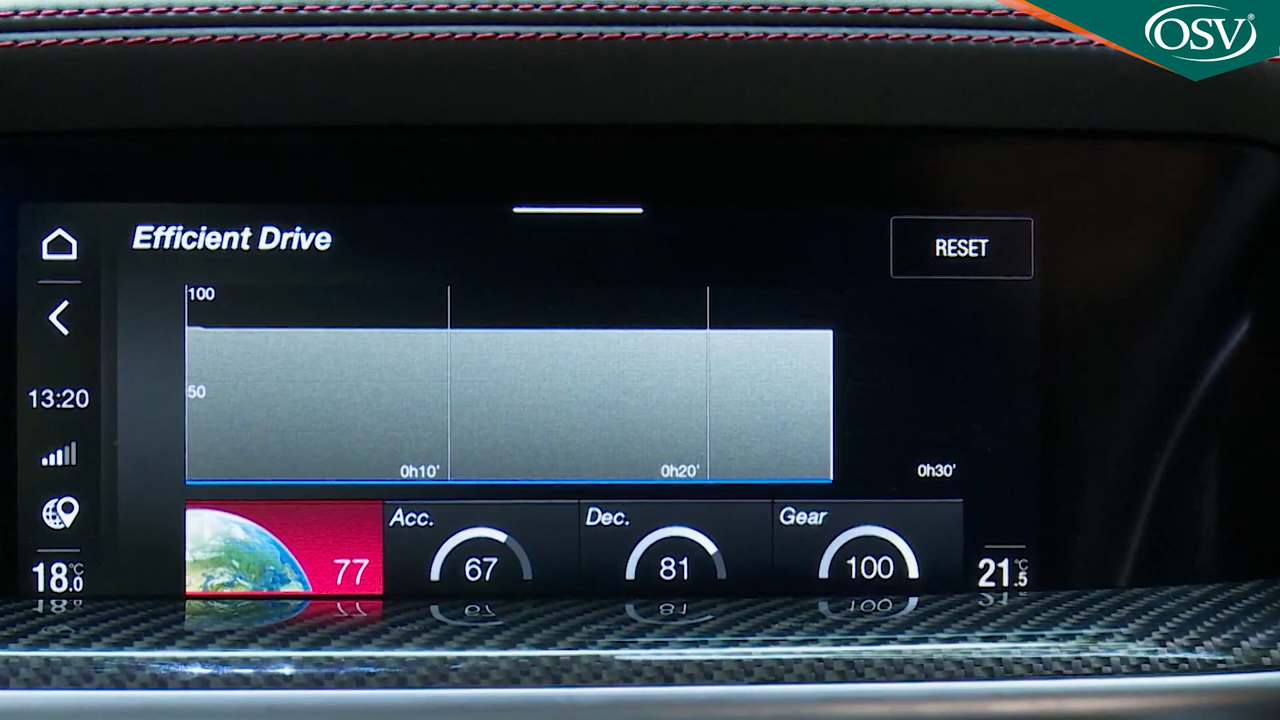 OSV®
Efficient Drive
RESET
100
50
0h10'
0h20'
0h30'
13:20
Acc.
Dec.
Gear
77
67
81
100
18.0°C
21.5°C